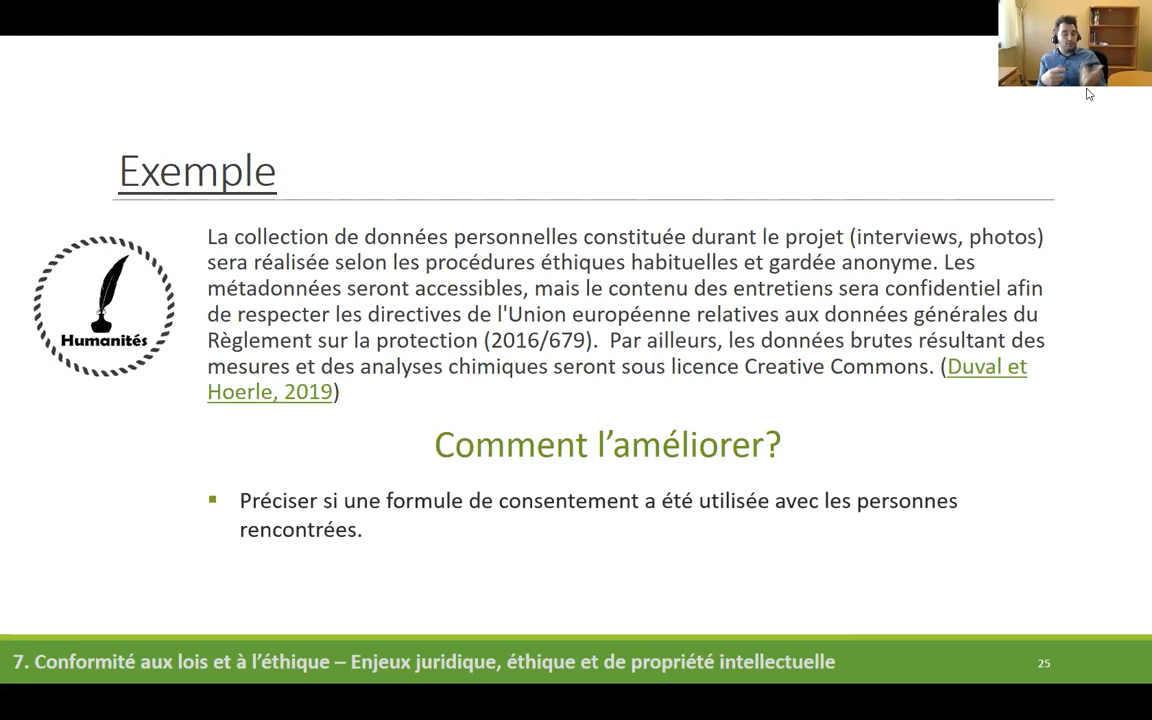 Exemple
La collection de données personnelles constituée durant le projet (interviews, photos)
sera réalisée selon les procédures éthiques habituelles et gardée anonyme. Les
métadonnées seront accessibles, mais le contenu des entretiens sera confidentiel afin
de respecter les directives de l'Union européenne relatives aux données générales du
Règlement sur la protection (2016/679).  Par ailleurs, les données brutes résultant des
mesures et des analyses chimiques seront sous licence Creative Commons. (Duval et
Hoerle, 2019)
Humanités
Comment l’améliorer?
Préciser si une formule de consentement a été utilisée avec les personnes
rencontrées.
7. Conformité aux lois et à l’éthique – Enjeux juridique, éthique et de propriété intellectuelle
25